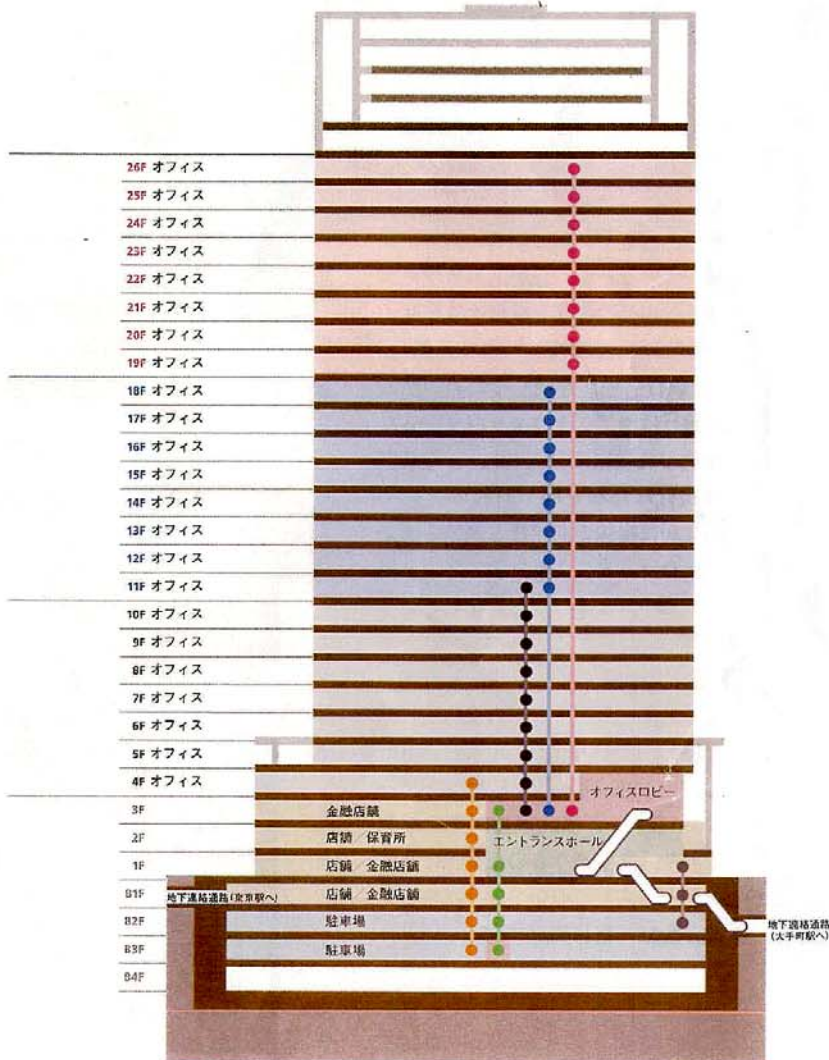 26F オフィス
25F オフィス
24F オフィス
23F オフィス
22F オフィス
21F オフィス
20F オフィス
19F オフィス
18F オフィス
17F オフィス
16F オフィス
15F オフィス
14F オフィス
13F オフィス
12F オフィス
11F オフィス
10F オフィス
9F オフィス
8F オフィス
7F オフィス
6F オフィス
5F オフィス
4F オフィス
オフィスロビー
3F 金融店舗
2F 店舗/保育所 エントランスホール
1F 店舗/金融店舗
B1F 店舗/金融店舗
地下連絡通路(東京駅へ)
B2F 駐車場
地下連絡通路
(大手町駅へ)
B3F 駐車場
B4F